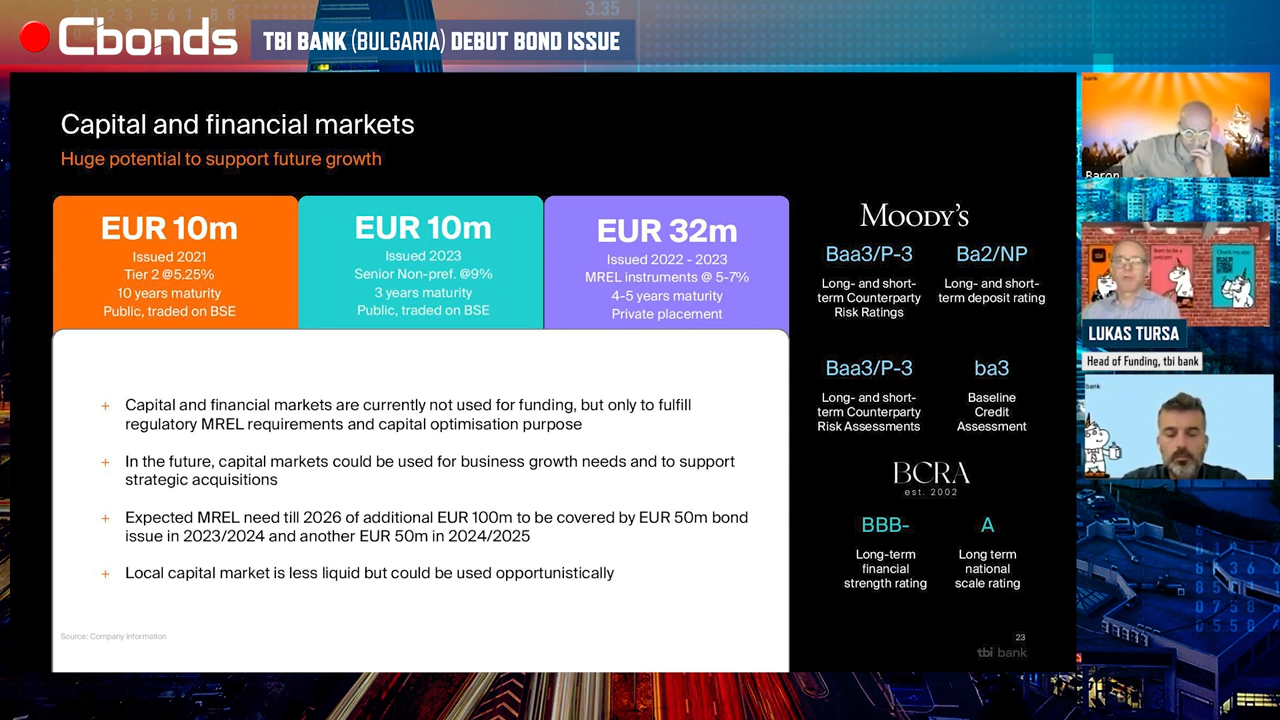 Cbonds
TBI BANK (BULGARIA) DEBUT BOND ISSUE
3.35
Capital and financial markets
Huge potential to support future growth
EUR 10m
Issued 2021
Tier 2 @5.25%
10 years maturity
Public, traded on BSE
EUR 10m
Issued 2023
Senior Non-pref. @9%
3 years maturity
Public, traded on BSE
EUR 32m
Issued 2022 - 2023
MREL instruments @ 5-7%
4-5 years maturity
Private placement
+ Capital and financial markets are currently not used for funding, but only to fulfill
regulatory MREL requirements and capital optimisation purpose
+ In the future, capital markets could be used for business growth needs and to support
strategic acquisitions
+ Expected MREL need till 2026 of additional EUR 100m to be covered by EUR 50m bond
issue in 2023/2024 and another EUR 50m in 2024/2025
+ Local capital market is less liquid but could be used opportunistically
Source: Company Information
MOODY'S
Baa3/P-3
Long- and short-
term Counterparty
Risk Ratings
Ba2/NP
Long- and short-
term deposit rating
Baa3/P-3
Long- and short-
term Counterparty
Risk Assessments
ba3
Baseline
Credit
Assessment
BCRA
est. 2002
BBB-
Long-term
financial
strength rating
A
Long term
national
scale rating
23
tbi bank
bank
Baron
LUKAS TURSA
Head of Funding, tbi bank
bank